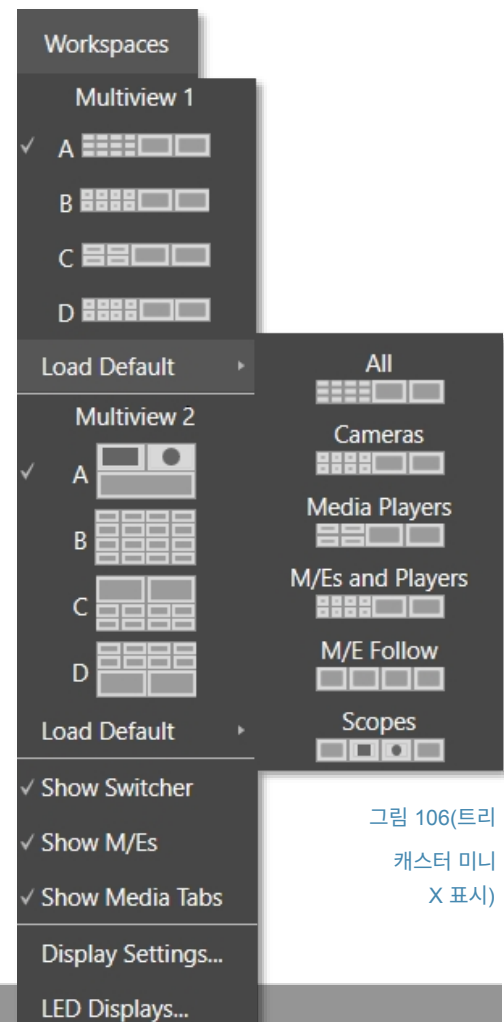 Workspaces
Multiview 1
A
B
C
D
Load Default
Multiview 2
A
B
C
D
Load Default
Show Switcher
Show M/Es
Show Media Tabs
Display Settings...
LED Displays...
All
Cameras
Media Players
M/Es and Players
M/E Follow
Scopes
그림 106(트리
캐스터 미니
X 표시)